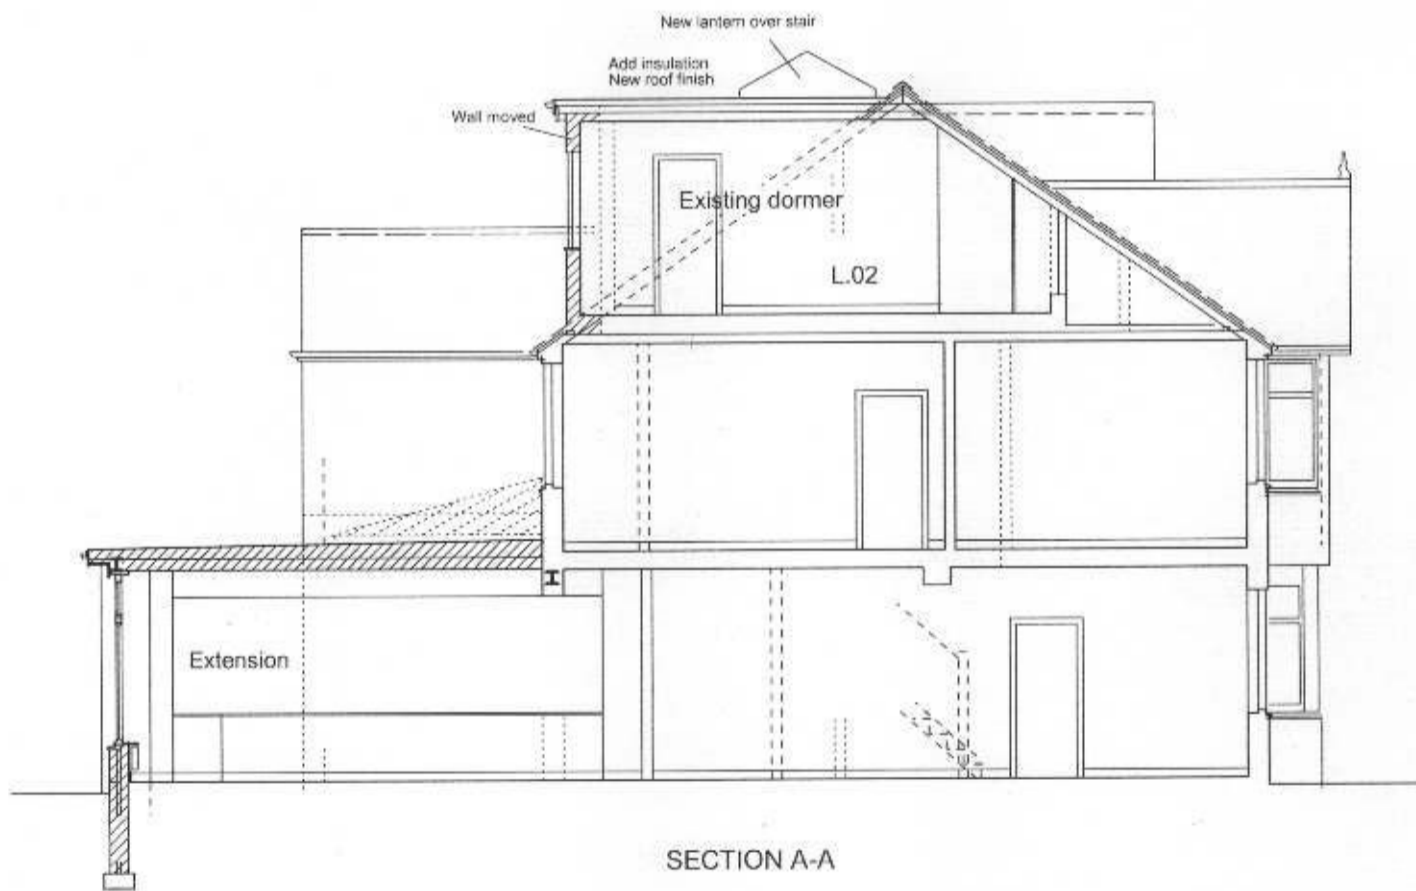 New lantern over stair
Add insulation
New roof finish
Wall moved
Existing dormer
L.02
Extension
SECTION A-A